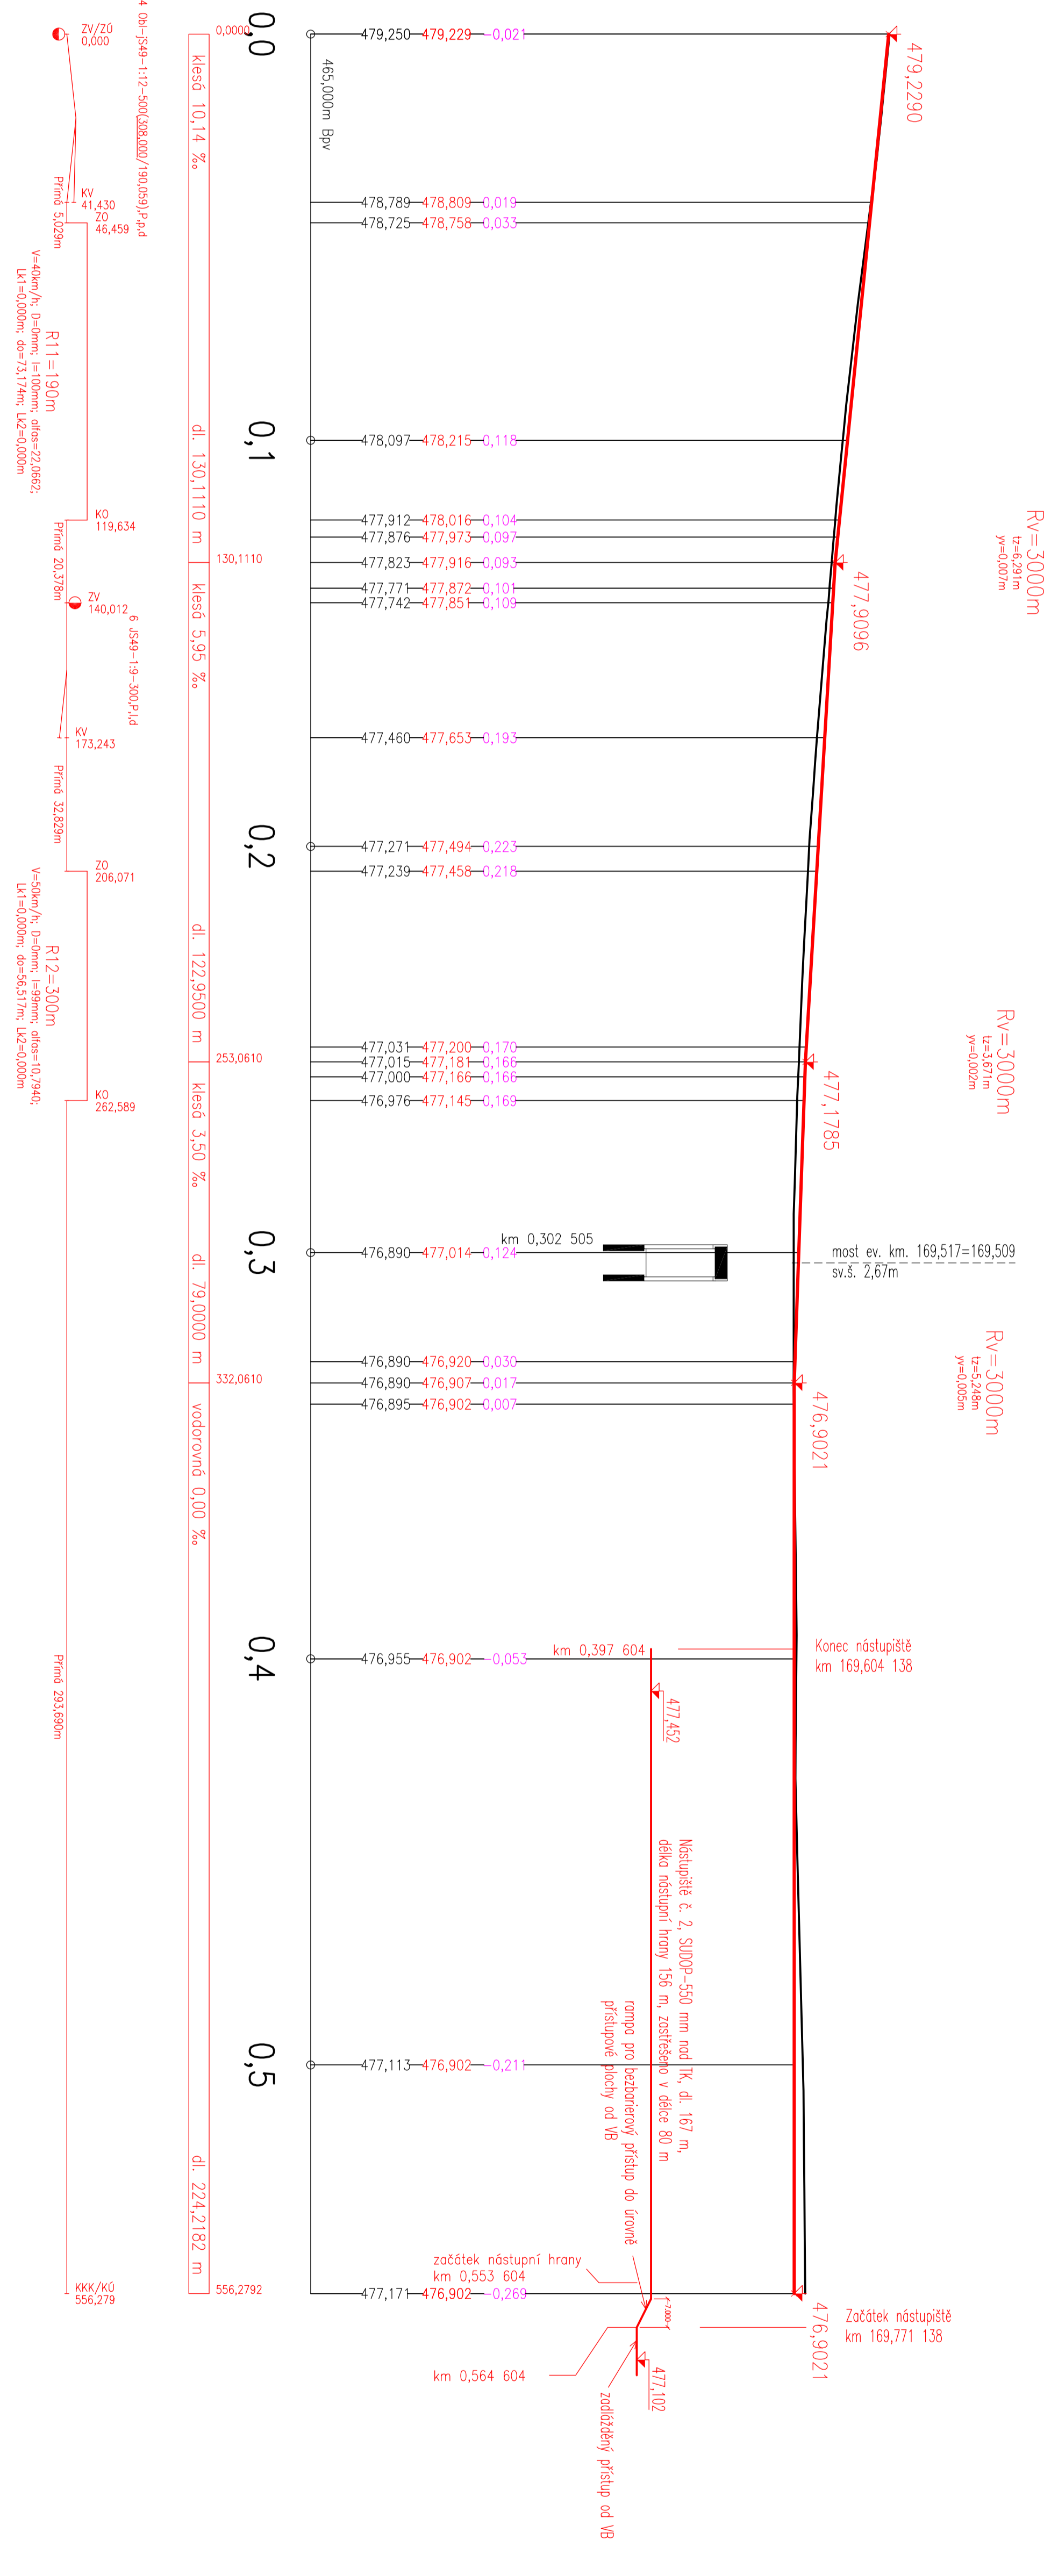 4 Obl-jS49-1:12-500(308,000/190,059),P,p,d
ZV/ZÚ
0,000
KV
41,430
Přímá 5,029m
ZO
46,459
R11=190m
V=40km/h; D=0mm; I=100mm; alfas=22,0662;
Lk1=0,000m; do=73,174m; Lk2=0,000m
KO
119,634
Přímá 20,378m
ZV
140,012
6 JS49-1:9-300,P,l,d
KV
173,243
Přímá 32,829m
ZO
206,071
R12=300m
V=50km/h; D=0mm; I=99mm; alfas=10,7940;
Lk1=0,000m; do=56,517m; Lk2=0,000m
KO
262,589
Přímá 293,690m
KKK/KÚ
556,279
0,0000
klesá 10,14 ‰
dl. 130,1110 m
130,1110
klesá 5,95 ‰
dl. 122,9500 m
253,0610
klesá 3,50 ‰
dl. 79,0000 m
332,0610
vodorovná 0,00 ‰
dl. 224,2182 m
556,2792
0,0
0,1
0,2
0,3
0,4
0,5
465,000m Bpv
479,250 479,229 -0,021
478,789 478,809 0,019
478,725 478,758 0,033
478,097 478,215 0,118
477,912 478,016 0,104
477,876 477,973 0,097
477,823 477,916 0,093
477,771 477,872 0,101
477,742 477,851 0,109
477,460 477,653 0,193
477,271 477,494 0,223
477,239 477,458 0,218
477,031 477,200 0,170
477,015 477,181 0,166
477,000 477,166 0,166
476,976 477,145 0,169
476,890 477,014 0,124
476,890 476,920 0,030
476,890 476,907 0,017
476,895 476,902 0,007
476,955 476,902 -0,053
477,113 476,902 -0,211
477,171 476,902 -0,269
479,2290
477,9096
477,1785
476,9021
476,9021
Rv=3000m
tz=6,291m
yv=0,007m
Rv=3000m
tz=3,671m
yv=0,002m
Rv=3000m
tz=5,248m
yv=0,005m
km 0,302 505
most ev. km. 169,517=169,509
sv.š. 2,67m
km 0,397 604
Konec nástupiště
km 169,604 138
477,452
Nástupiště č. 2, SUDOP-550 mm nad TK, dl. 167 m,
délka nástupní hrany 156 m, zastřešeno v délce 80 m
rampa pro bezbarierový přístup do úrovně
přístupové plochy od VB
začátek nástupní hrany
km 0,553 604
7,000
Začátek nástupiště
km 169,771 138
km 0,564 604
477,102
zadlážděný přístup od VB